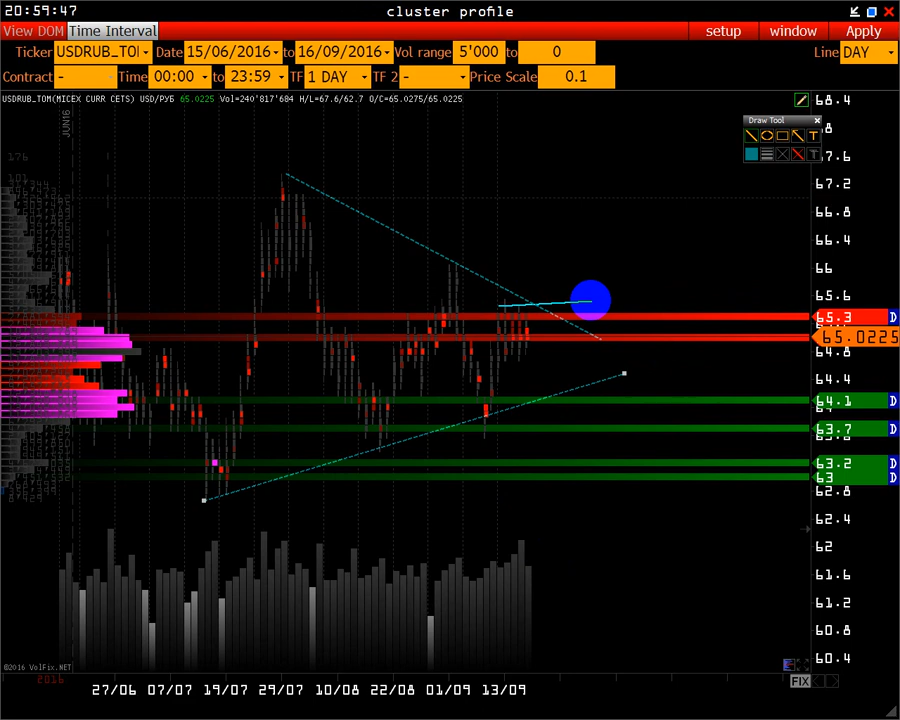 20:59:47 cluster profile
View DOM Time Interval setup window Apply
Ticker USDRUB_TO Date 15/06/2016 to 16/09/2016 Vol range 5'000 to 0 Line DAY
Contract - Time 00:00 to 23:59 TF 1 DAY TF 2 - Price Scale 0.1
USDRUB_TOM(MICEX CURR CETS) USD/РУБ 65.0225 Vol=240'817'684 H/L=67.6/62.7 O/C=65.0275/65.0225
68.4
JUN16
Draw Tool
T
T
176
67.6
67.2
66.8
66.4
66
65.6
65.3 D
65.0225
64.8
64.4
64.1 D
64
63.7 D
63.2 D
63 D
62.8
62.4
62
61.6
61.2
60.8
60.4
©2016 VolFix.NET
2016
FIX
27/06 07/07 19/07 29/07 10/08 22/08 01/09 13/09